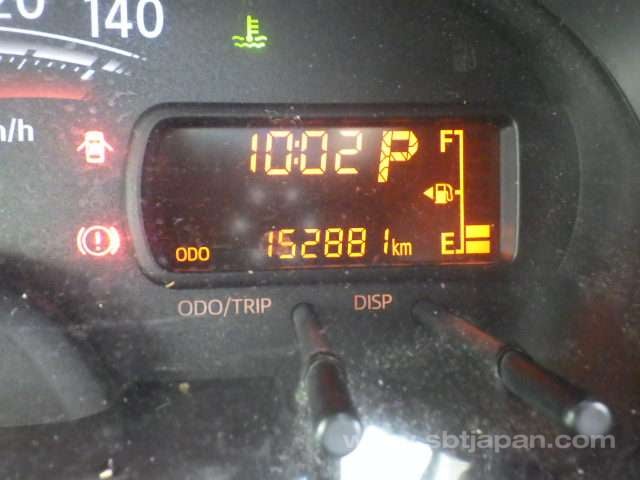 20 140
m/h
10:02 P F
ODO 152881 km E
ODO/TRIP DISP
www.sbtjapan.com